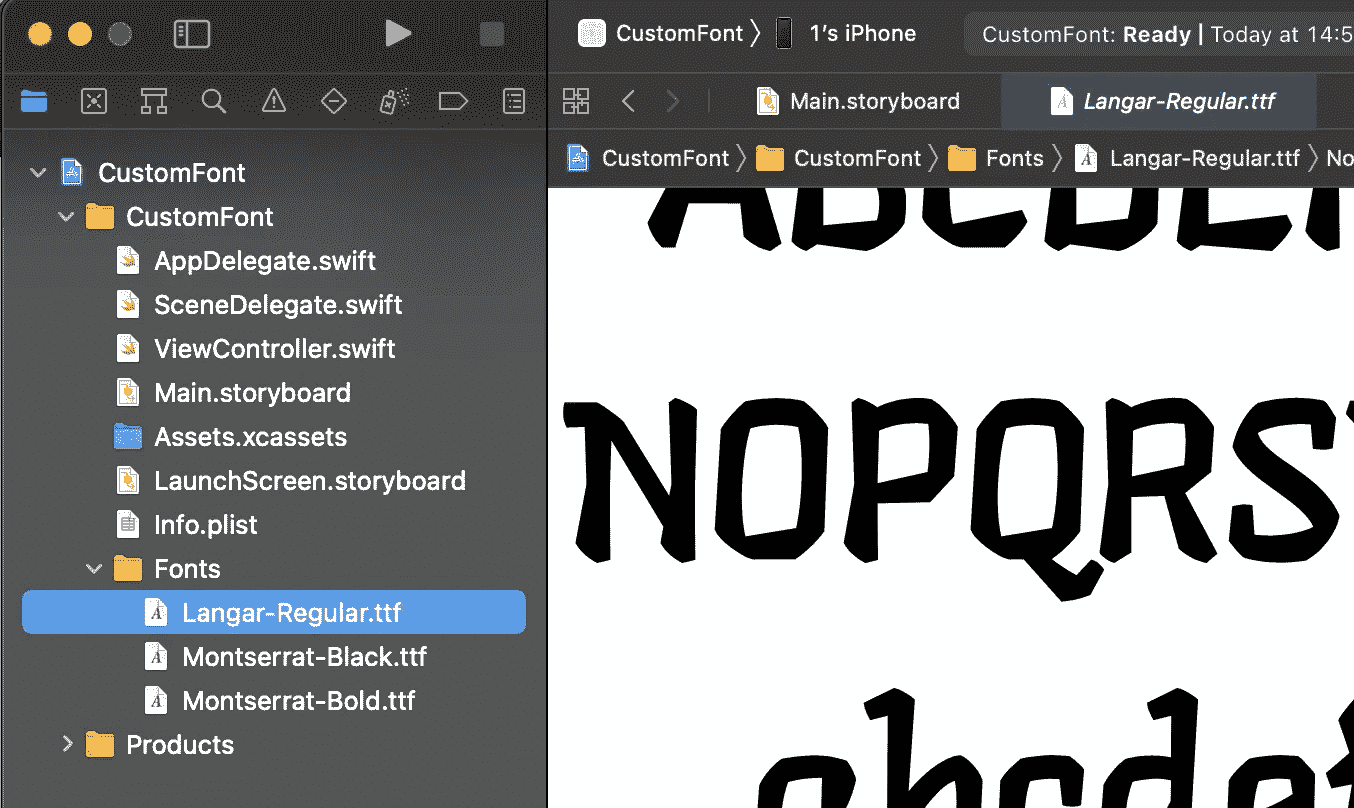 CustomFont 〉 1’s iPhone
CustomFont: Ready | Today at 14:5
Main.storyboard
Langar-Regular.ttf
CustomFont 〉 CustomFont 〉 Fonts 〉 Langar-Regular.ttf 〉 No
CustomFont
CustomFont
AppDelegate.swift
SceneDelegate.swift
ViewController.swift
Main.storyboard
Assets.xcassets
LaunchScreen.storyboard
Info.plist
Fonts
Langar-Regular.ttf
Montserrat-Black.ttf
Montserrat-Bold.ttf
Products
ABCDE
NOPQRS
abcdef